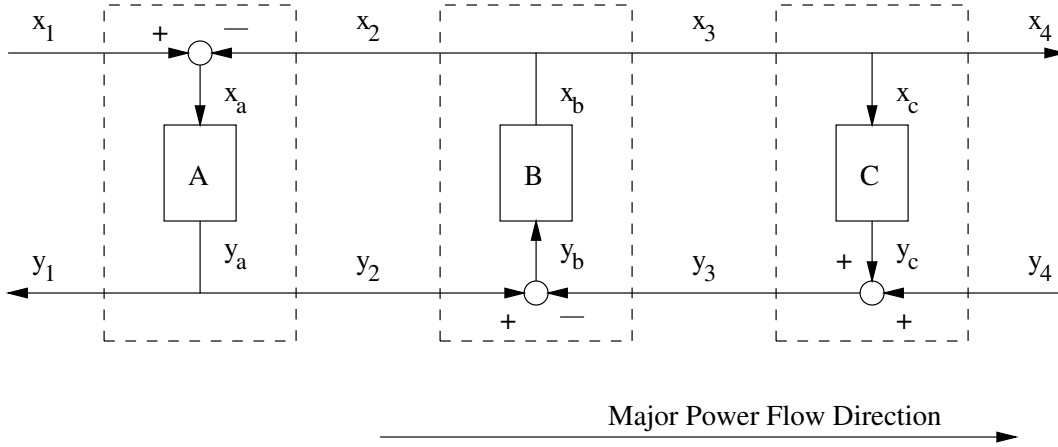 x1 + — x2 x3 x4
xa xb xc
A B C
y1 ya y2 yb y3 + yc y4
+ — +
Major Power Flow Direction